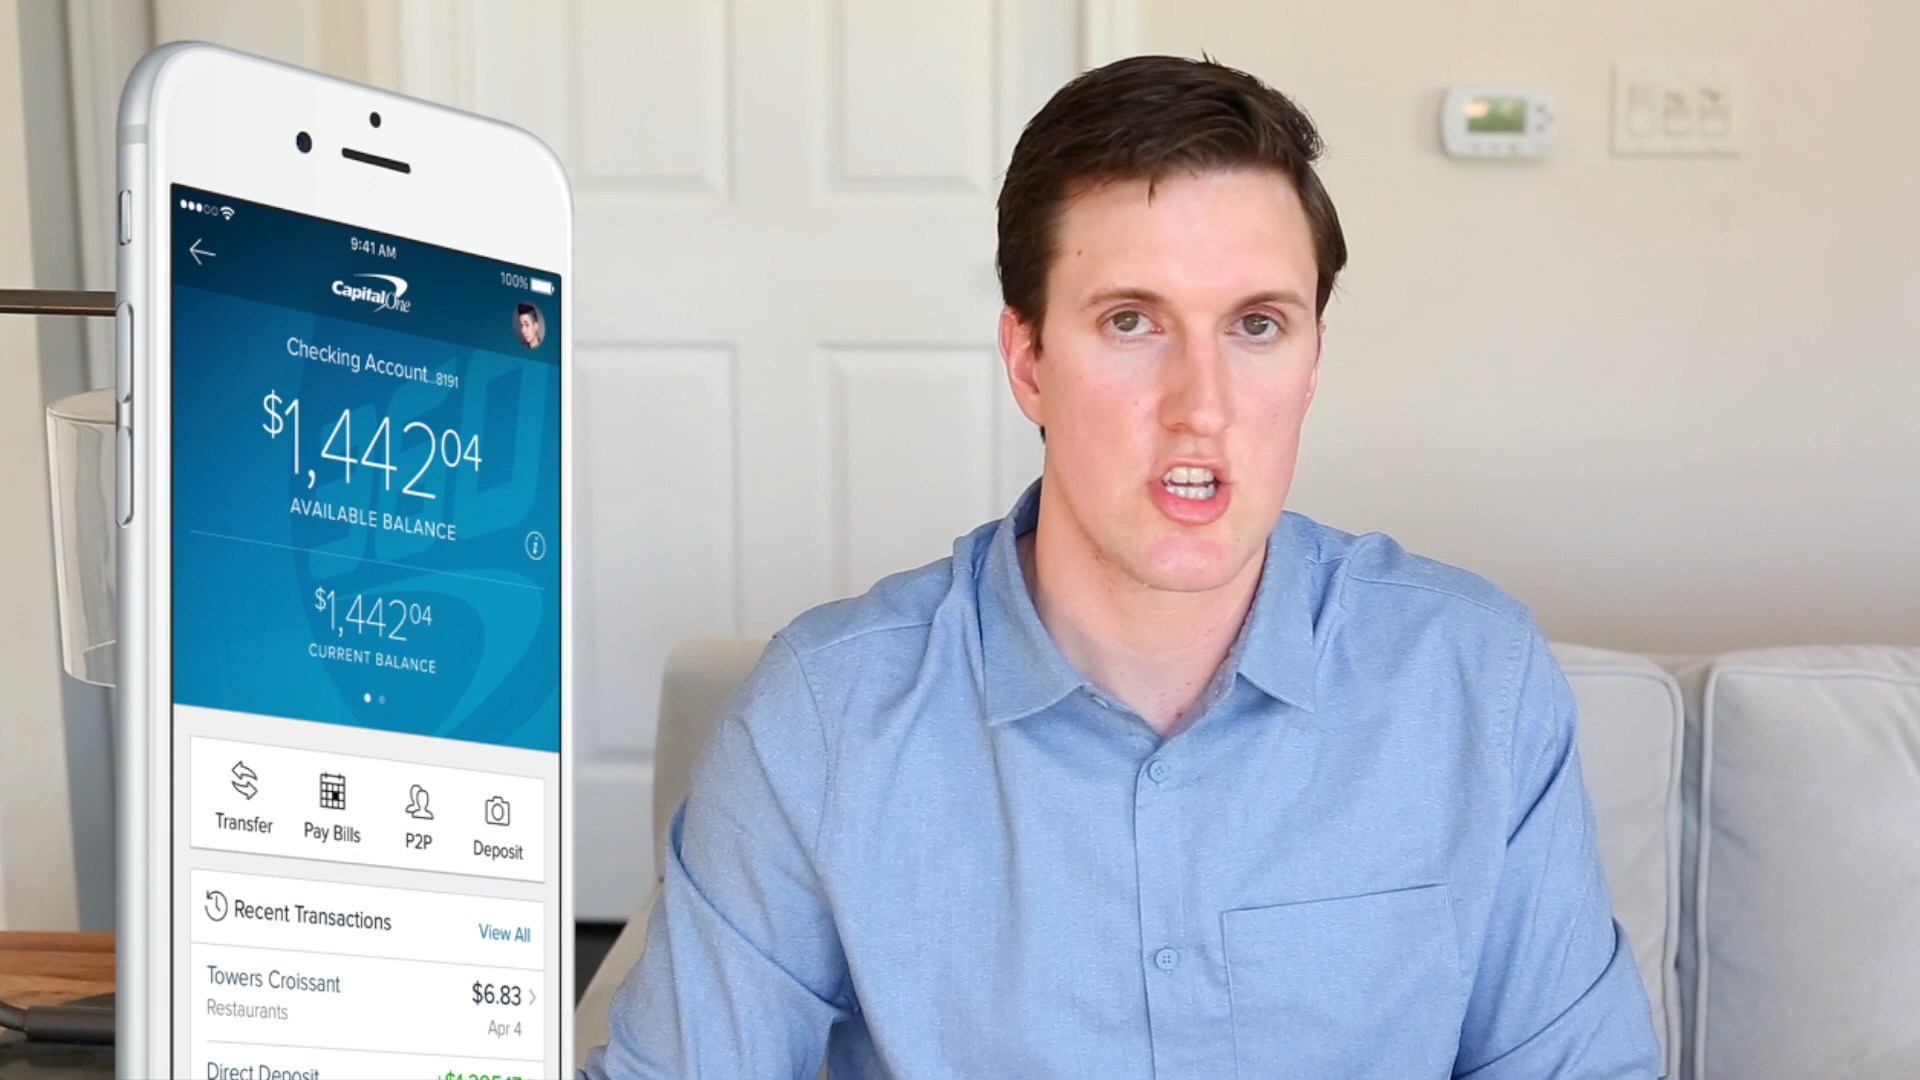 9:41 AM
100%
Capital One
Checking Account...8191
$1,44204
AVAILABLE BALANCE
$1,44204
CURRENT BALANCE
Transfer
Pay Bills
P2P
Deposit
Recent Transactions
View All
Towers Croissant
$6.83
Restaurants
Apr 4
Direct Deposit